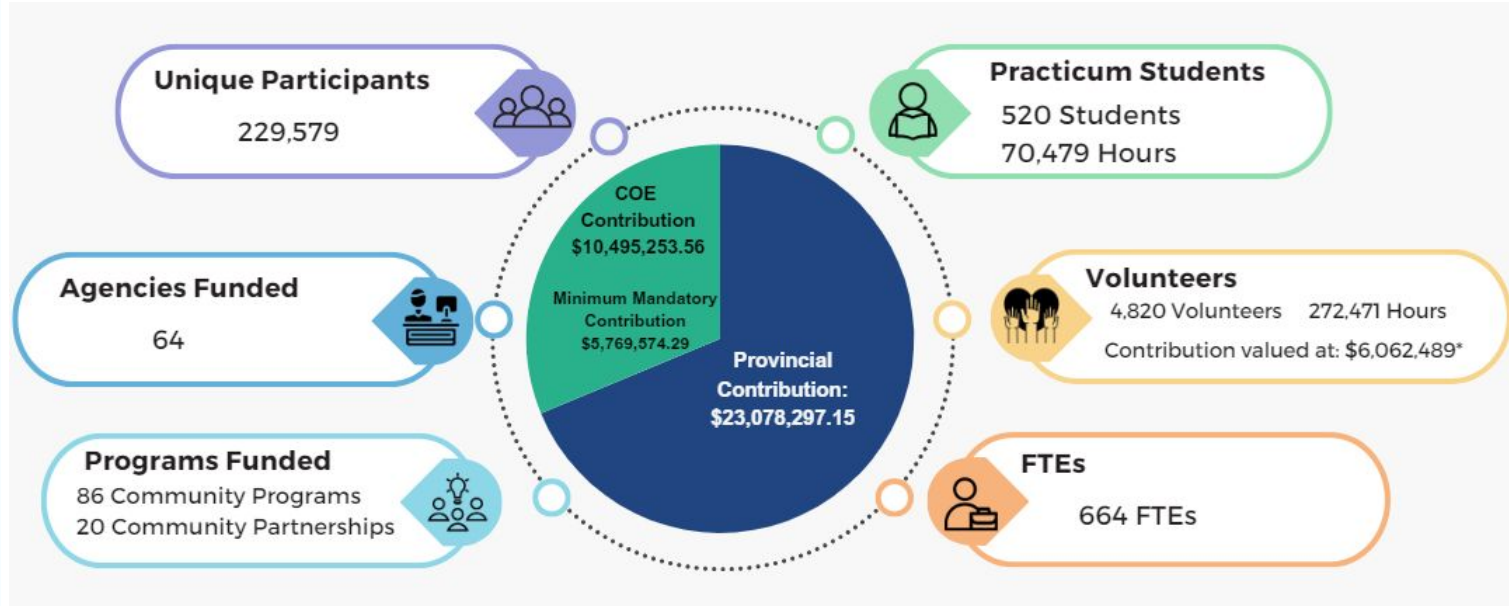 Unique Participants
229,579
Practicum Students
520 Students
70,479 Hours
COE
Contribution
$10,495,253.56
Minimum Mandatory
Contribution
$5,769,574.29
Provincial
Contribution:
$23,078,297.15
Agencies Funded
64
Volunteers
4,820 Volunteers 272,471 Hours
Contribution valued at: $6,062,489*
Programs Funded
86 Community Programs
20 Community Partnerships
FTEs
664 FTEs